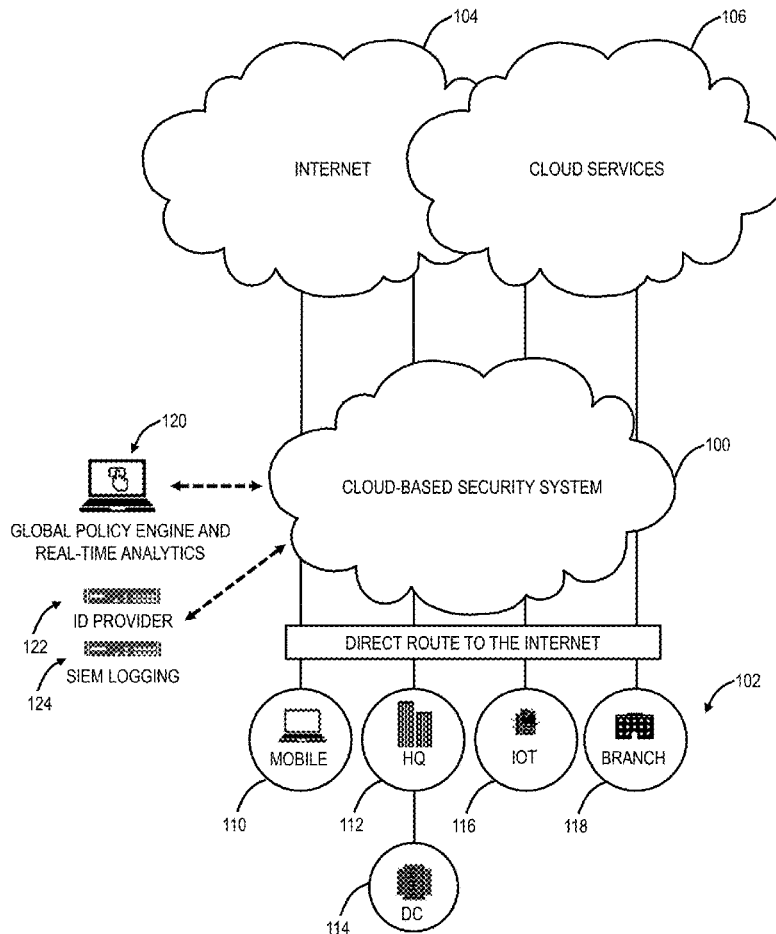 104
106
INTERNET
CLOUD SERVICES
120
100
CLOUD-BASED SECURITY SYSTEM
GLOBAL POLICY ENGINE AND
REAL-TIME ANALYTICS
ID PROVIDER
122
SIEM LOGGING
124
DIRECT ROUTE TO THE INTERNET
102
MOBILE
HQ
IOT
BRANCH
110
112
116
118
DC
114